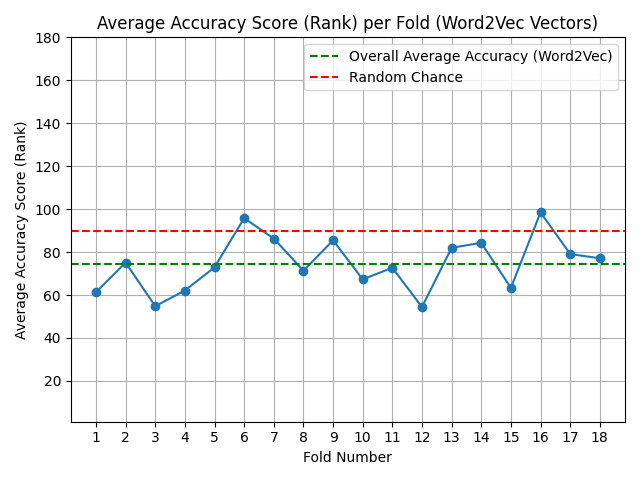 Average Accuracy Score (Rank) per Fold (Word2Vec Vectors)
Overall Average Accuracy (Word2Vec)
Random Chance
Average Accuracy Score (Rank)
180
160
140
120
100
80
60
40
20
1 2 3 4 5 6 7 8 9 10 11 12 13 14 15 16 17 18
Fold Number